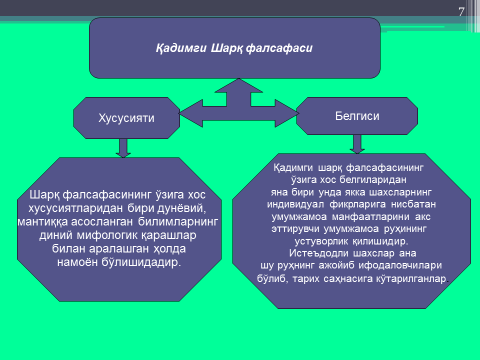 7
Қадимги Шарқ фалсафаси
Хусусияти
Белгиси
Шарқ фалсафасининг ўзига хос
хусусиятларидан бири дунёвий,
мантиққа асосланган билимларнинг
диний мифологик қарашлар
билан аралашган ҳолда
намоён бўлишидадир.
Қадимги шарқ фалсафасининг
ўзига хос белгиларидан
яна бири унда якка шахсларнинг
индивидуал фикрларига нисбатан
умумжамоа манфаатларини акс
эттирувчи умумжамоа руҳининг
устуворлик қилишидир.
Истеъдодли шахслар ана
шу руҳнинг ажойиб ифодаловчилари
бўлиб, тарих саҳнасига кўтарилганлар